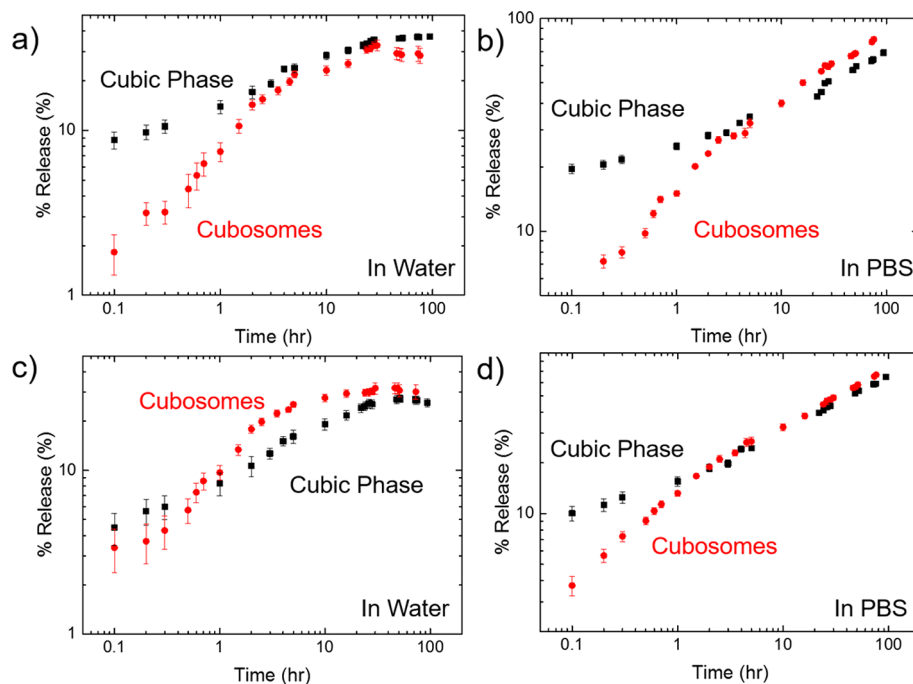 a)
% Release (%)
10
1
Cubic Phase
Cubosomes
In Water
0.1
1
10
100
Time (hr)
b)
% Release (%)
100
10
Cubic Phase
Cubosomes
In PBS
0.1
1
10
100
Time (hr)
c)
% Release (%)
10
1
Cubosomes
Cubic Phase
In Water
0.1
1
10
100
Time (hr)
d)
% Release (%)
10
Cubic Phase
Cubosomes
In PBS
0.1
1
10
100
Time (hr)